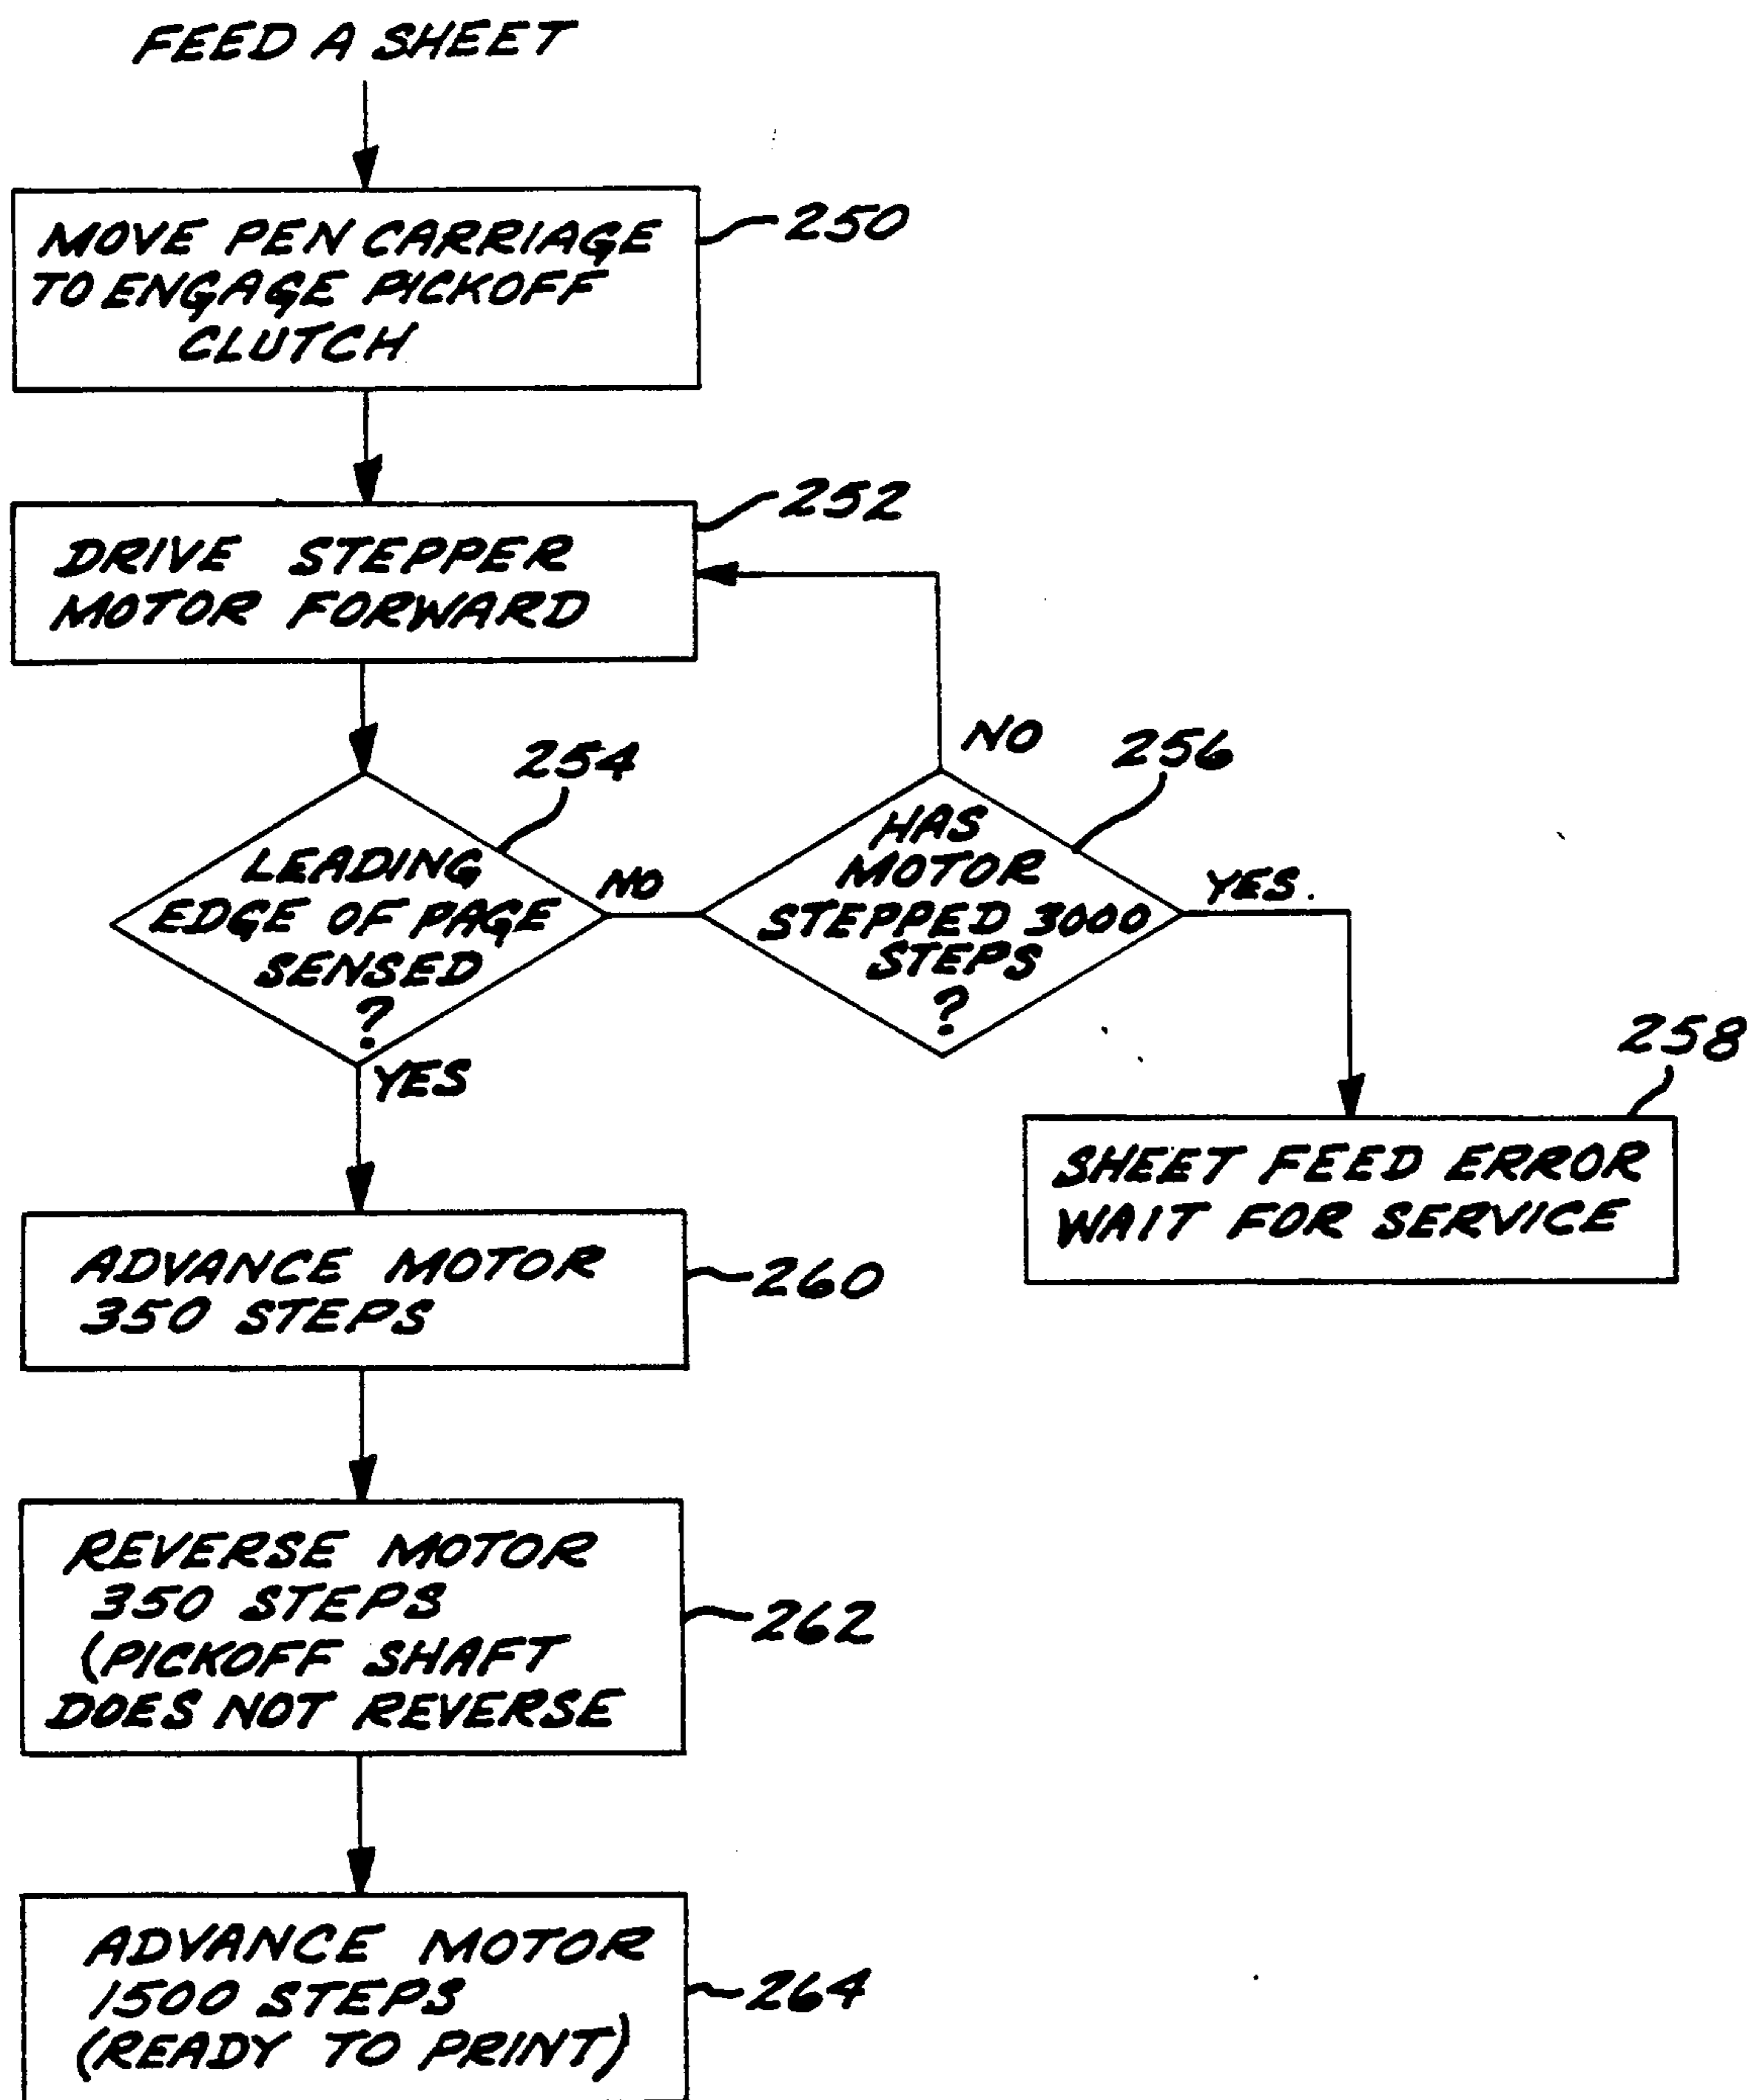 FEED A SHEET
MOVE PEN CARRIAGE
TO ENGAGE PICKOFF
CLUTCH
250
DRIVE STEPPER
MOTOR FORWARD
252
LEADING
EDGE OF PAGE
SENSED
?
254
NO
YES
HAS
MOTOR
STEPPED 3000
STEPS
?
256
NO
YES.
SHEET FEED ERROR
WAIT FOR SERVICE
258
ADVANCE MOTOR
350 STEPS
260
REVERSE MOTOR
350 STEPS
(PICKOFF SHAFT
DOES NOT REVERSE
262
ADVANCE MOTOR
1500 STEPS
(READY TO PRINT)
264